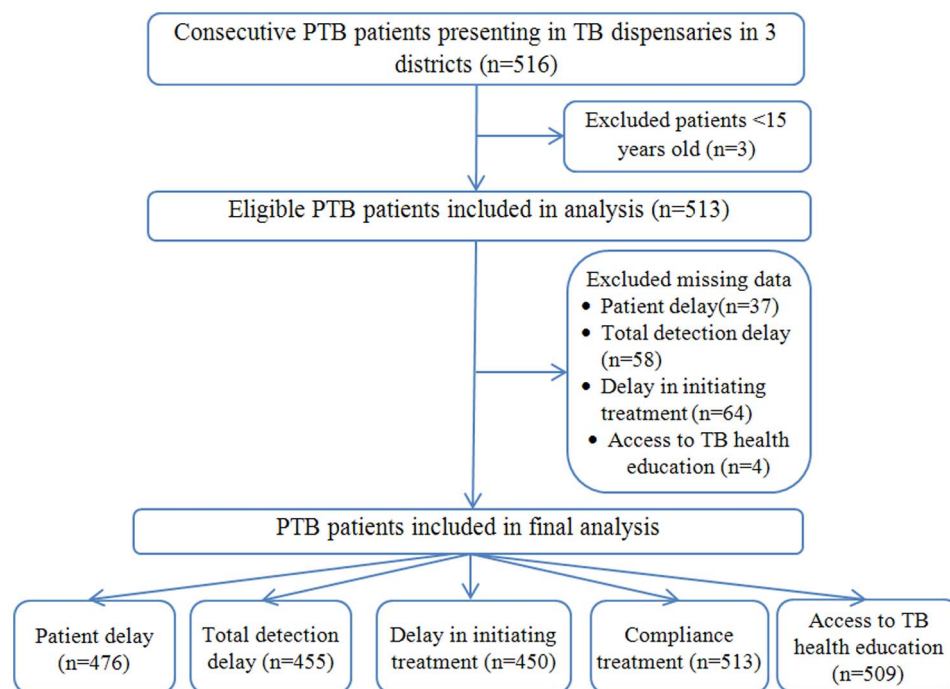 Consecutive PTB patients presenting in TB dispensaries in 3
districts (n=516)
Excluded patients <15
years old (n=3)
Eligible PTB patients included in analysis (n=513)
Excluded missing data
• Patient delay(n=37)
• Total detection delay
(n=58)
• Delay in initiating
treatment (n=64)
• Access to TB health
education (n=4)
PTB patients included in final analysis
Patient delay
(n=476)
Total detection
delay (n=455)
Delay in initiating
treatment (n=450)
Compliance
treatment (n=513)
Access to TB
health education
(n=509)